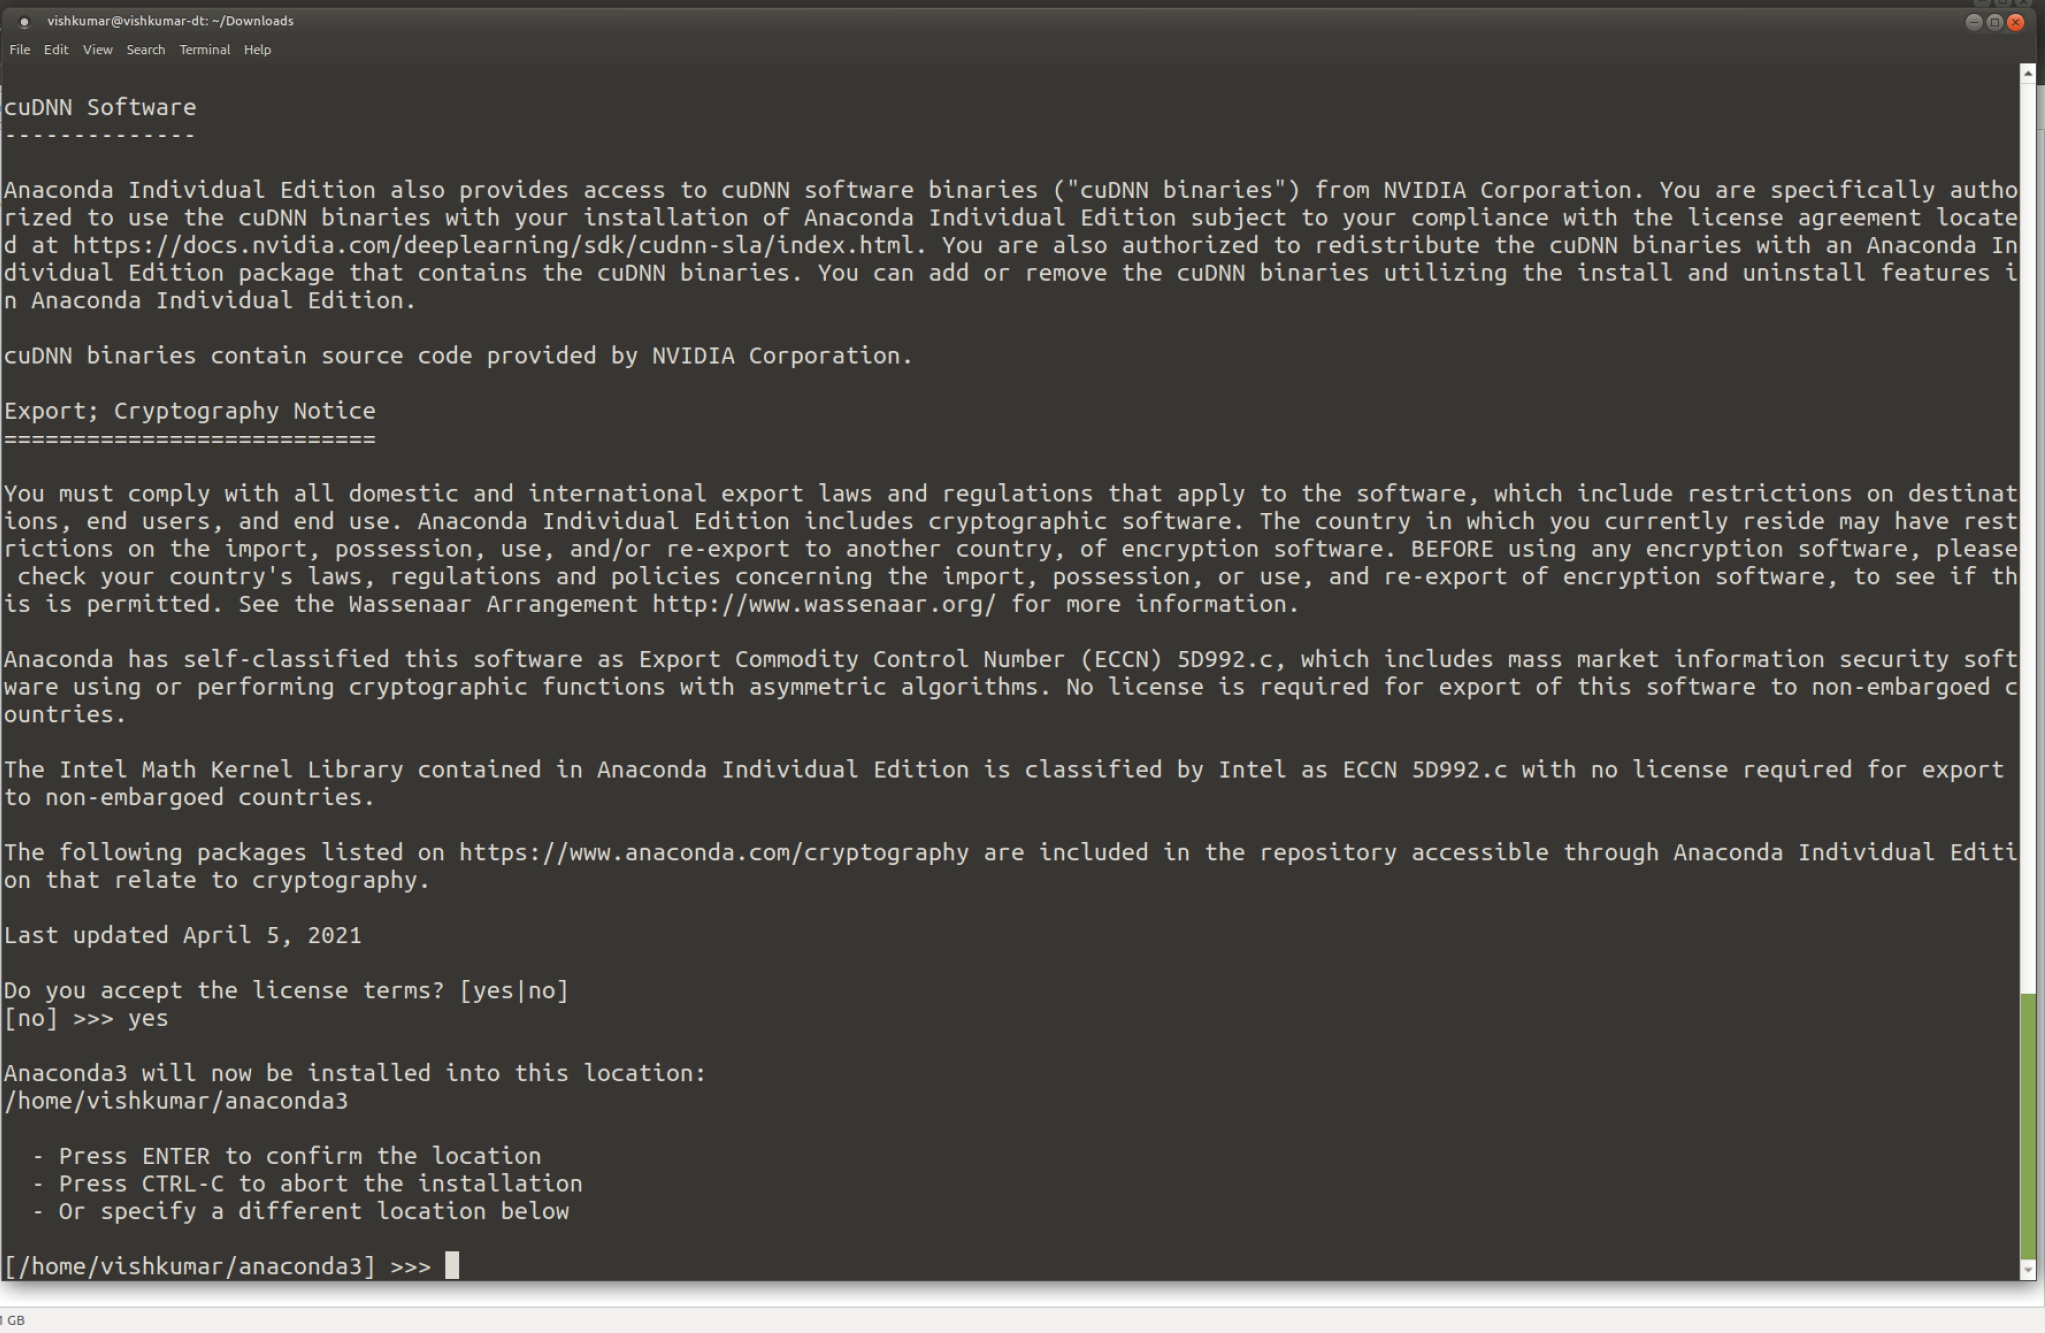 vishkumar@vishkumar-dt: ~/Downloads
File Edit View Search Terminal Help
cuDNN Software
--------------
Anaconda Individual Edition also provides access to cuDNN software binaries ("cuDNN binaries") from NVIDIA Corporation. You are specifically autho
rized to use the cuDNN binaries with your installation of Anaconda Individual Edition subject to your compliance with the license agreement locate
d at https://docs.nvidia.com/deeplearning/sdk/cudnn-sla/index.html. You are also authorized to redistribute the cuDNN binaries with an Anaconda In
dividual Edition package that contains the cuDNN binaries. You can add or remove the cuDNN binaries utilizing the install and uninstall features i
n Anaconda Individual Edition.
cuDNN binaries contain source code provided by NVIDIA Corporation.
Export; Cryptography Notice
===========================
You must comply with all domestic and international export laws and regulations that apply to the software, which include restrictions on destinat
ions, end users, and end use. Anaconda Individual Edition includes cryptographic software. The country in which you currently reside may have rest
rictions on the import, possession, use, and/or re-export to another country, of encryption software. BEFORE using any encryption software, please
 check your country's laws, regulations and policies concerning the import, possession, or use, and re-export of encryption software, to see if th
is is permitted. See the Wassenaar Arrangement http://www.wassenaar.org/ for more information.
Anaconda has self-classified this software as Export Commodity Control Number (ECCN) 5D992.c, which includes mass market information security soft
ware using or performing cryptographic functions with asymmetric algorithms. No license is required for export of this software to non-embargoed c
ountries.
The Intel Math Kernel Library contained in Anaconda Individual Edition is classified by Intel as ECCN 5D992.c with no license required for export
to non-embargoed countries.
The following packages listed on https://www.anaconda.com/cryptography are included in the repository accessible through Anaconda Individual Editi
on that relate to cryptography.
Last updated April 5, 2021
Do you accept the license terms? [yes|no]
[no] >>> yes
Anaconda3 will now be installed into this location:
/home/vishkumar/anaconda3
  - Press ENTER to confirm the location
  - Press CTRL-C to abort the installation
  - Or specify a different location below
[/home/vishkumar/anaconda3] >>>
GB